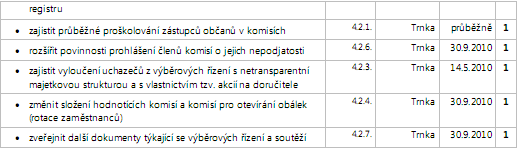 registru
• zajistit průběžné proškolování zástupců občanů v komisích 4.2.1. Trnka průběžně 1
• rozšířit povinnosti prohlášení členů komisí o jejich nepodjatosti 4.2.6. Trnka 30.9.2010 1
• zajistit vyloučení uchazečů z výběrových řízení s netransparentní 4.2.3. Trnka 14.5.2010 1
majetkovou strukturou a s vlastnictvím tzv. akcií na doručitele
• změnit složení hodnotících komisí a komisí pro otevírání obálek 4.2.4. Trnka 30.9.2010 1
(rotace zaměstnanců)
• zveřejnit další dokumenty týkající se výběrových řízení a soutěží 4.2.7. Trnka 30.9.2010 1